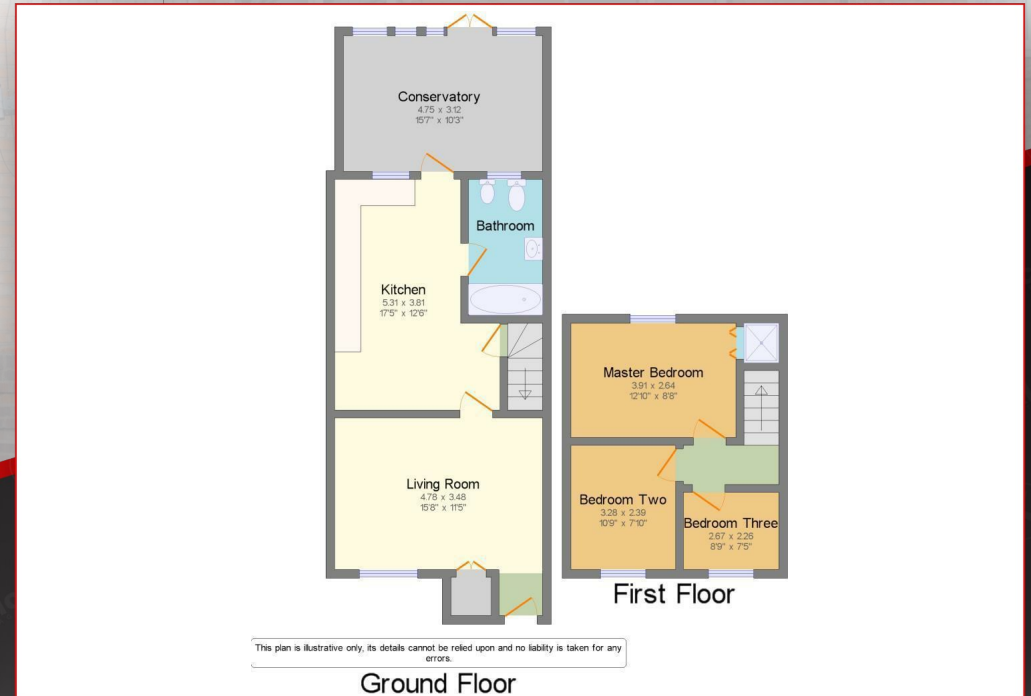 Conservatory
4.75 x 3.12
15'7" x 10'3"
Bathroom
Kitchen
5.31 x 3.81
17'5" x 12'6"
Living Room
4.78 x 3.48
15'8" x 11'5"
Master Bedroom
3.91 x 2.64
12'10" x 8'8"
Bedroom Two
3.28 x 2.39
10'9" x 7'10"
Bedroom Three
2.67 x 2.26
8'9" x 7'5"
First Floor
This plan is illustrative only, its details cannot be relied upon and no liability is taken for any
errors.
Ground Floor